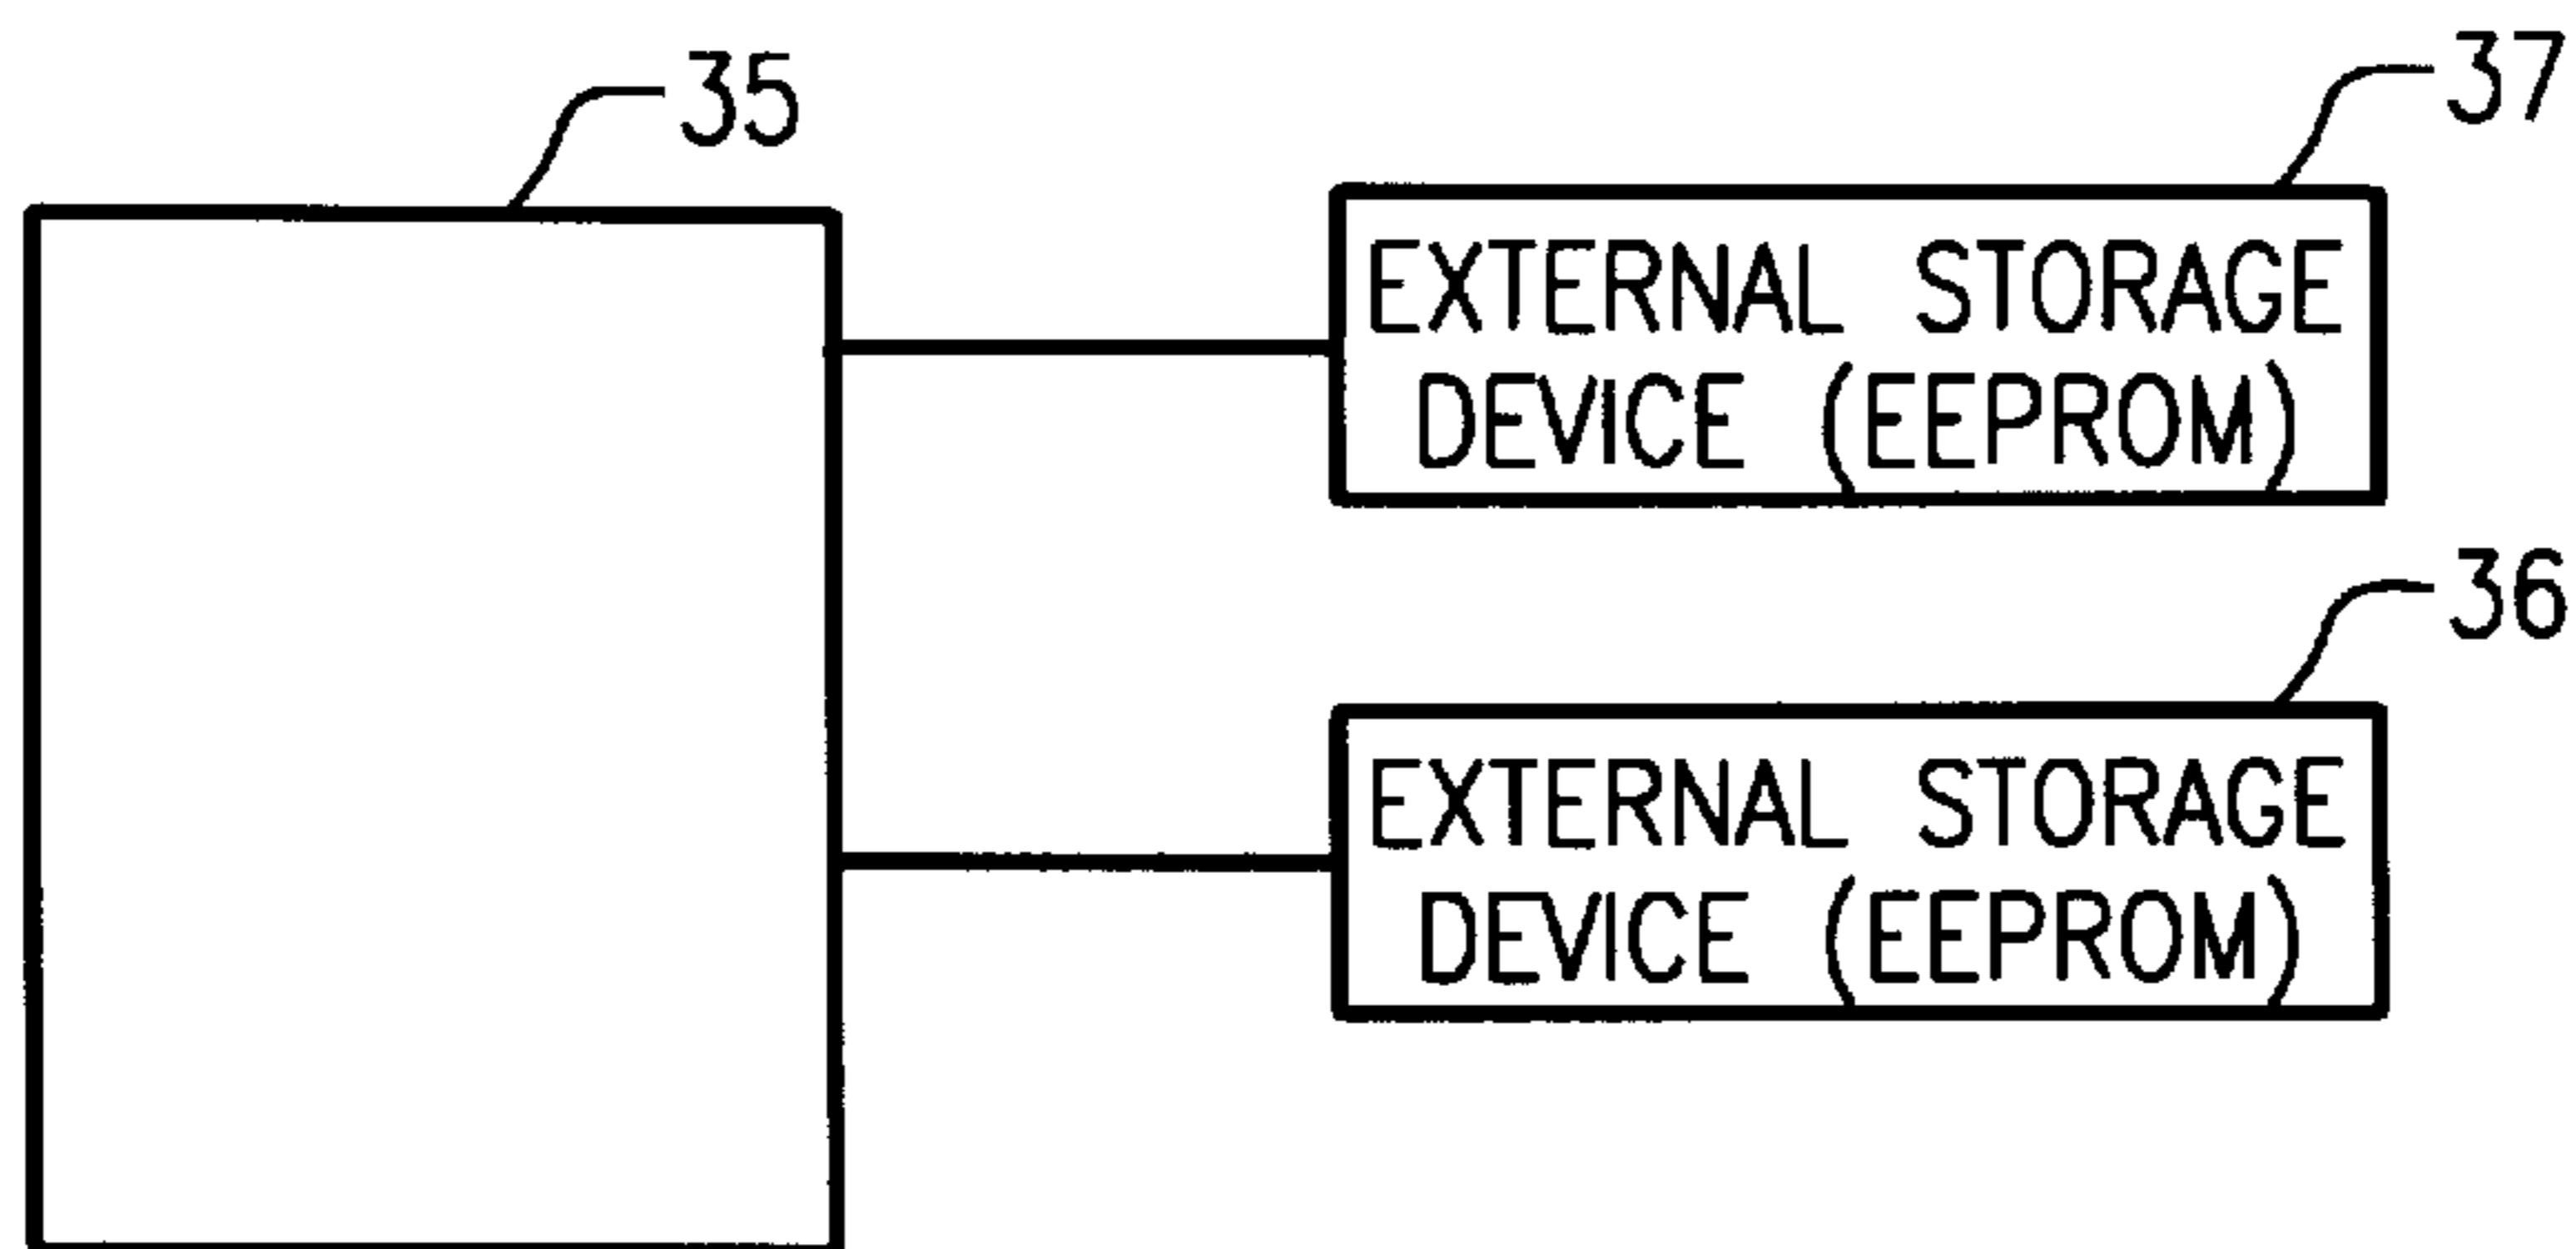 35
37
EXTERNAL STORAGE
DEVICE (EEPROM)
36
EXTERNAL STORAGE
DEVICE (EEPROM)